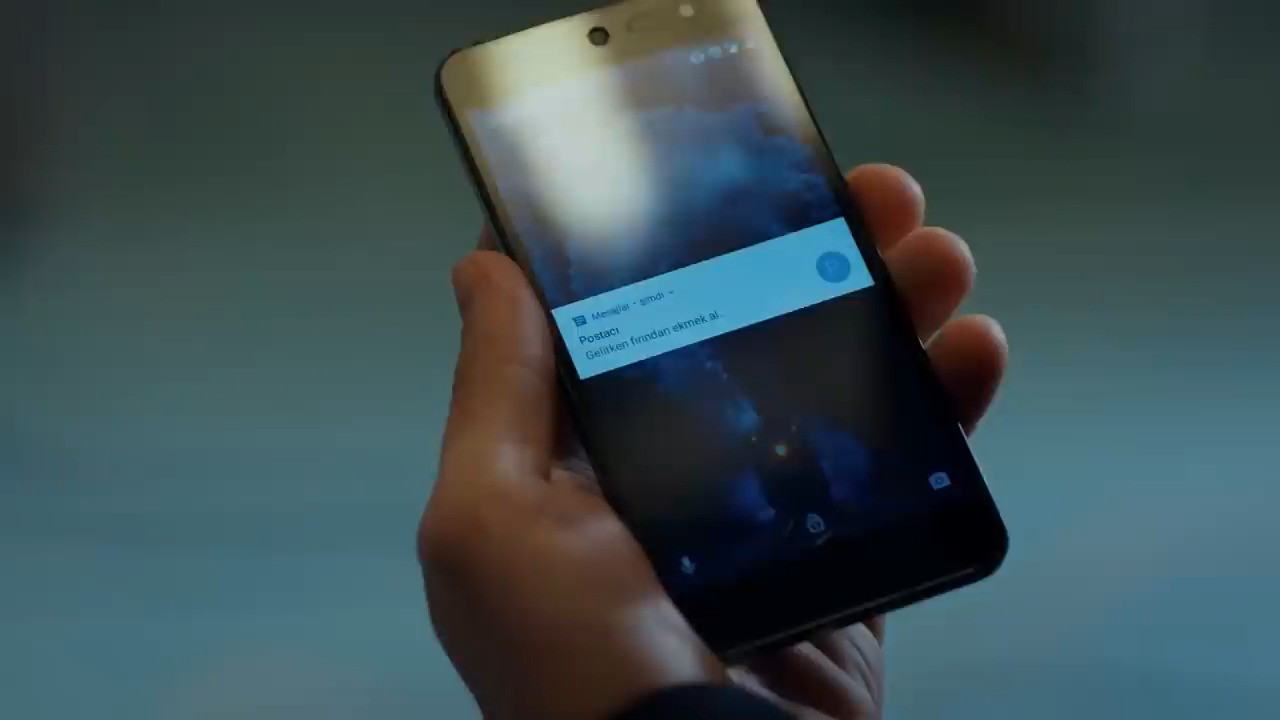 Mesajlar • şimdi
P
Postacı
Gelirken fırından ekmek al..